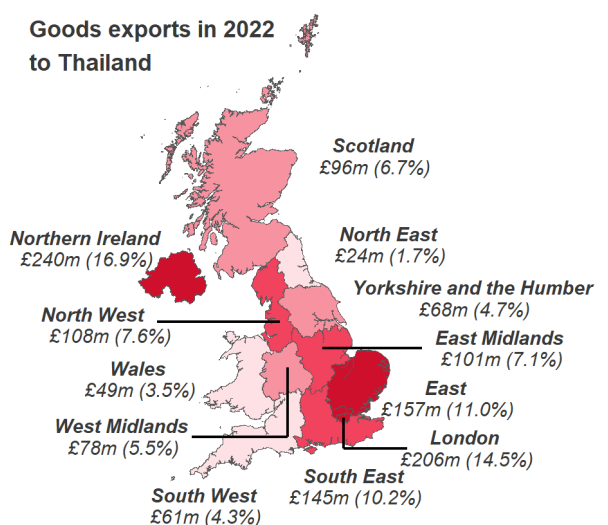 Goods exports in 2022
to Thailand
Scotland
£96m (6.7%)
Northern Ireland
£240m (16.9%)
North East
£24m (1.7%)
Yorkshire and the Humber
£68m (4.7%)
North West
£108m (7.6%)
East Midlands
£101m (7.1%)
Wales
£49m (3.5%)
East
£157m (11.0%)
West Midlands
£78m (5.5%)
London
£206m (14.5%)
South East
£145m (10.2%)
South West
£61m (4.3%)